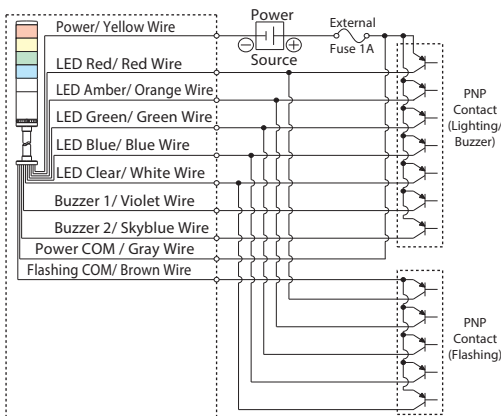 Power/ Yellow Wire
LED Red/ Red Wire
LED Amber/ Orange Wire
LED Green/ Green Wire
LED Blue/ Blue Wire
LED Clear/ White Wire
Buzzer 1/ Violet Wire
Buzzer 2/ Skyblue Wire
Power COM / Gray Wire
Flashing COM/ Brown Wire
Power
Source
External
Fuse 1A
PNP
Contact
(Lighting/
Buzzer)
PNP
Contact
(Flashing)